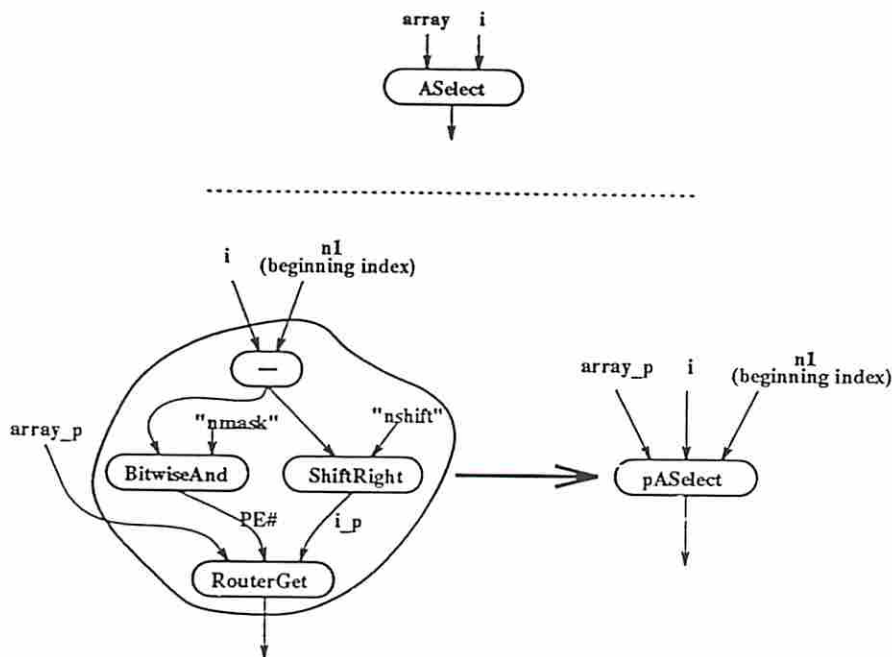 array i
ASelect
i
n1
(beginning index)
—
array_p
"nmask"
"nshift"
BitwiseAnd
ShiftRight
PE#
i_p
RouterGet
array_p
i
n1
(beginning index)
pASelect